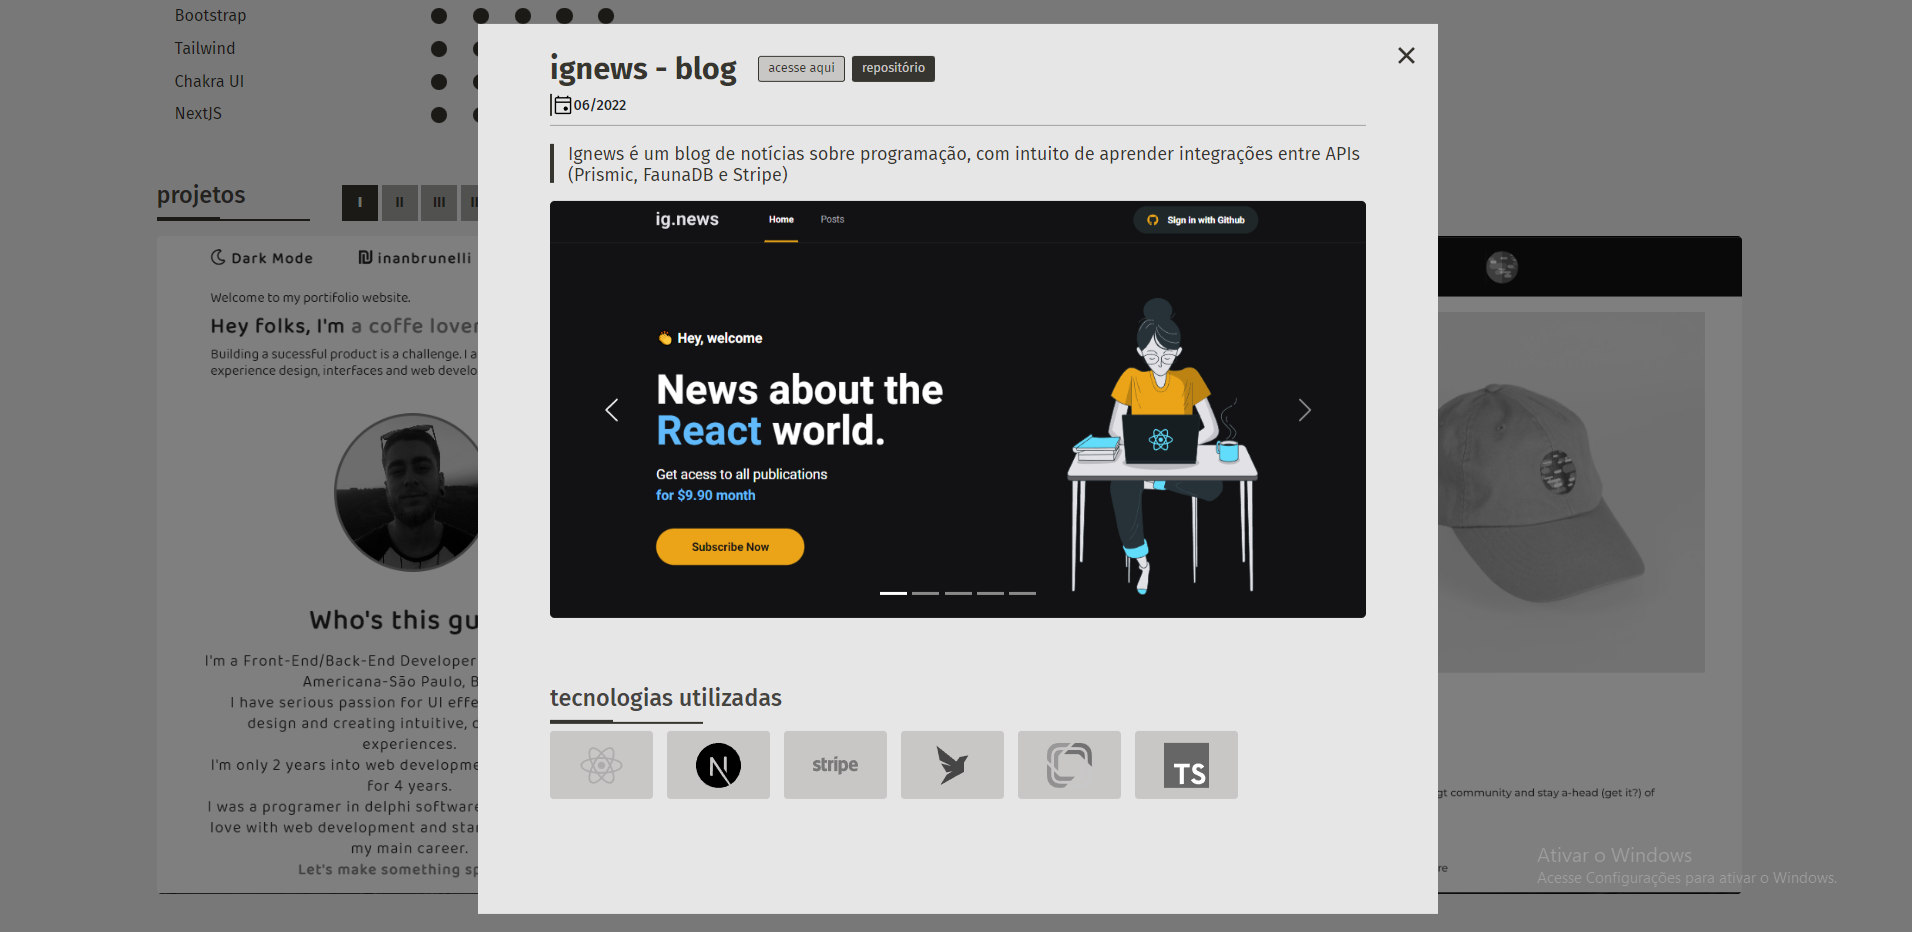 Bootstrap
Tailwind
Chakra UI
NextJS
projetos
I
II
III
Dark Mode
inanbrunelli
Welcome to my portifolio website.
Hey folks, I'm a coffe lover
Building a sucessful product is a challenge. I a
experience design, interfaces and web develo
Who's this gu
I'm a Front-End/Back-End Developer
Americana-São Paulo, B
I have serious passion for UI effe
design and creating intuitive,
experiences.
I'm only 2 years into web developme
for 4 years.
I was a programer in delphi software
love with web development and star
my main career.
Let's make something sp
ignews - blog
acesse aqui
repositório
06/2022
Ignews é um blog de notícias sobre programação, com intuito de aprender integrações entre APIs
(Prismic, FaunaDB e Stripe)
ig.news
Home
Posts
Sign in with Github
Hey, welcome
News about the
React world.
Get acess to all publications
for $9.90 month
Subscribe Now
tecnologias utilizadas
N
stripe
TS
gt community and stay a-head (get it?) of
re
Ativar o Windows
Acesse Configurações para ativar o Windows.